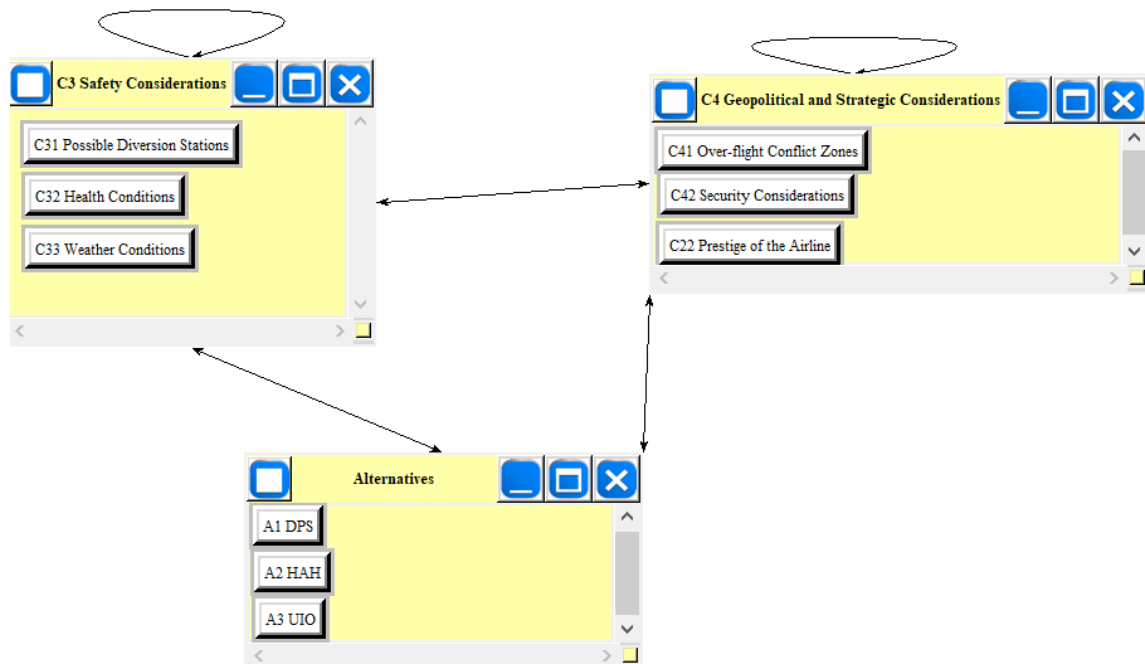 C3 Safety Considerations
C31 Possible Diversion Stations
C32 Health Conditions
C33 Weather Conditions
C4 Geopolitical and Strategic Considerations
C41 Over-flight Conflict Zones
C42 Security Considerations
C22 Prestige of the Airline
Alternatives
A1 DPS
A2 HAH
A3 UIO